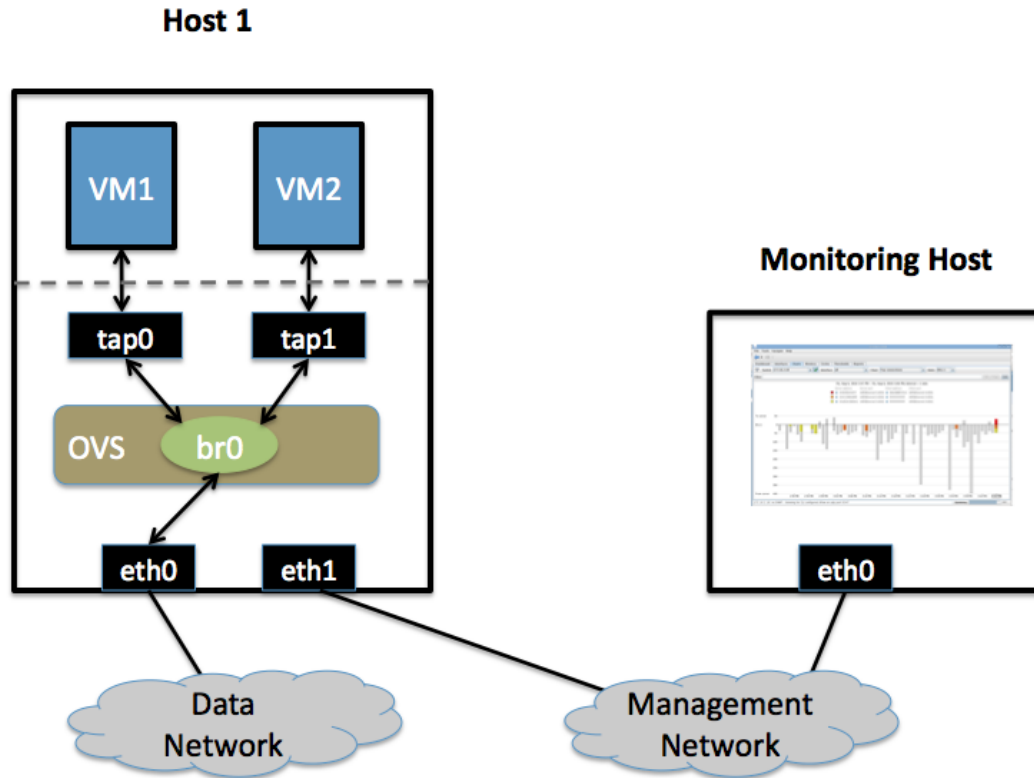 Host 1
VM1
VM2
Monitoring Host
tap0
tap1
OVS
br0
eth0
eth1
eth0
Data
Network
Management
Network